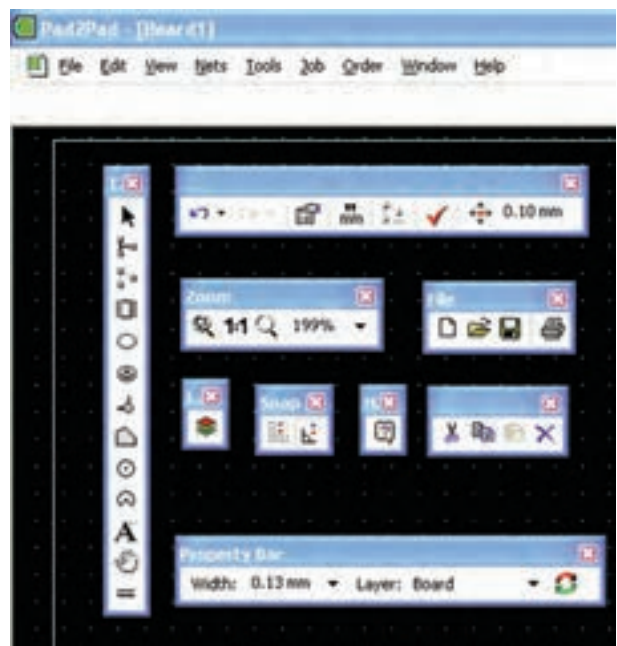 Pad2Pad - [Board1]
File Edit View Nets Tools Job Order Window Help
mm 0.10 mm
Zoom
File
1:1 199%
Snap
A
Property Bar
Width: 0.13 mm Layer: Board